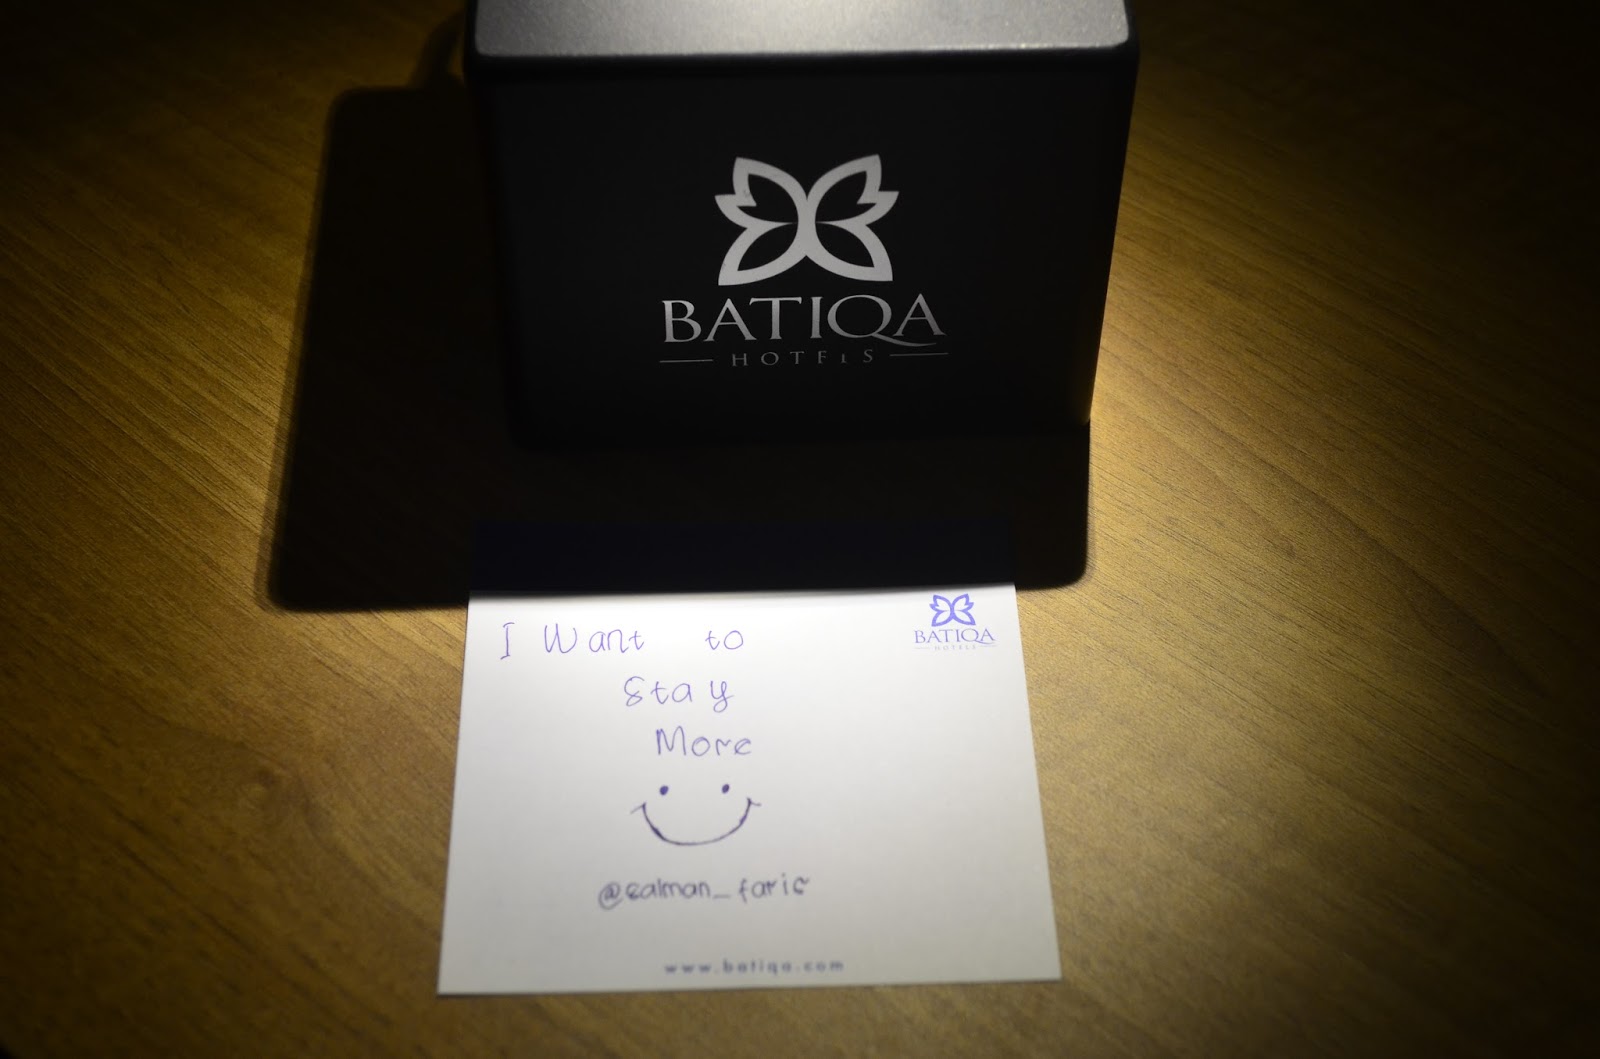 BATIQA
HOTELS
BATIQA
HOTELS
I Want to
Stay
More
@salman_faris
www.batiqa.com